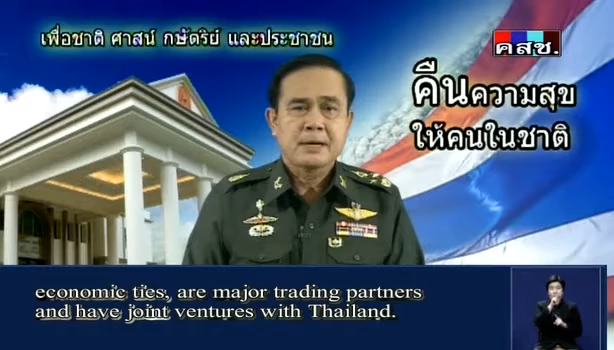 เพื่อชาติ ศาสน์ กษัตริย์ และประชาชน
คสช.
คืนความสุข
ให้คนในชาติ
economic ties, are major trading partners
and have joint ventures with Thailand.